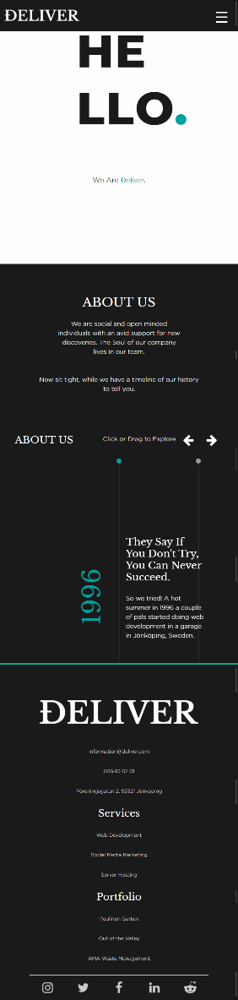 ĐELIVER
HE
LLO.
We Are Đeliver.
ABOUT US
We are social and open minded
individuals with an avid support for new
discoveries. The Soul of our company
lives in our team.
Now sit tight, while we have a timeline of our history
to tell you.
ABOUT US
Click or Drag to Explore
1996
They Say If
You Don't Try,
You Can Never
Succeed.
So we tried! A hot
summer in 1996 a couple
of pals started doing web
development in a garage
in Jönköping, Sweden.
ĐELIVER
information@deliver.com
036-10 62 01
Föreningsgatan 2, 55321 Jönköping
Services
Web Development
Social Media Marketing
Server Hosting
Portfolio
Paulinen Garten
Out of the Valley
AMA Waste Management